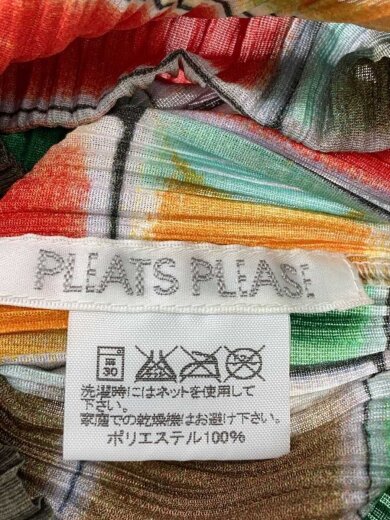 PLEATS PLEASE
弱
30
洗濯時にはネットを使用して
下さい。
家庭での乾燥機はお避け下さい。
ポリエステル100%